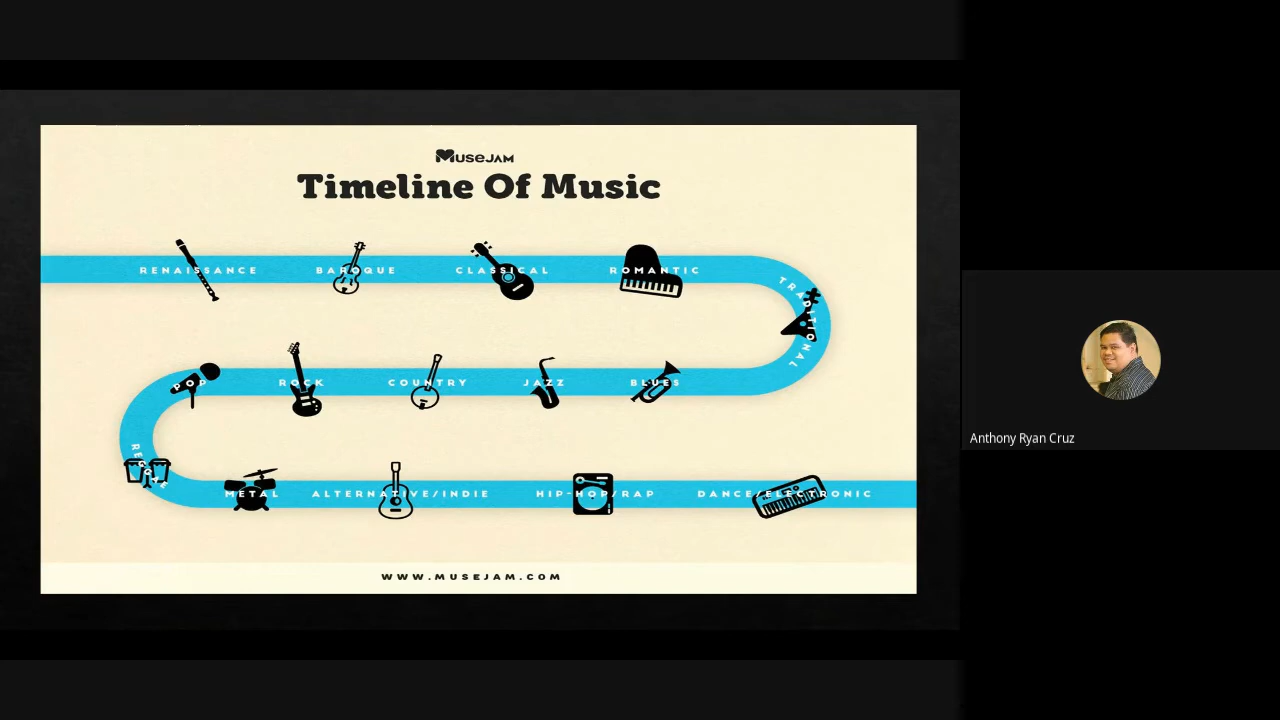 MUSEJAM
Timeline Of Music
RENAISSANCE
BAROQUE
CLASSICAL
ROMANTIC
TRADITIONAL
BLUES
JAZZ
COUNTRY
ROCK
POP
REGGAE
METAL
ALTERNATIVE/INDIE
HIP-HOP/RAP
DANCE/ELECTRONIC
WWW.MUSEJAM.COM
Anthony Ryan Cruz